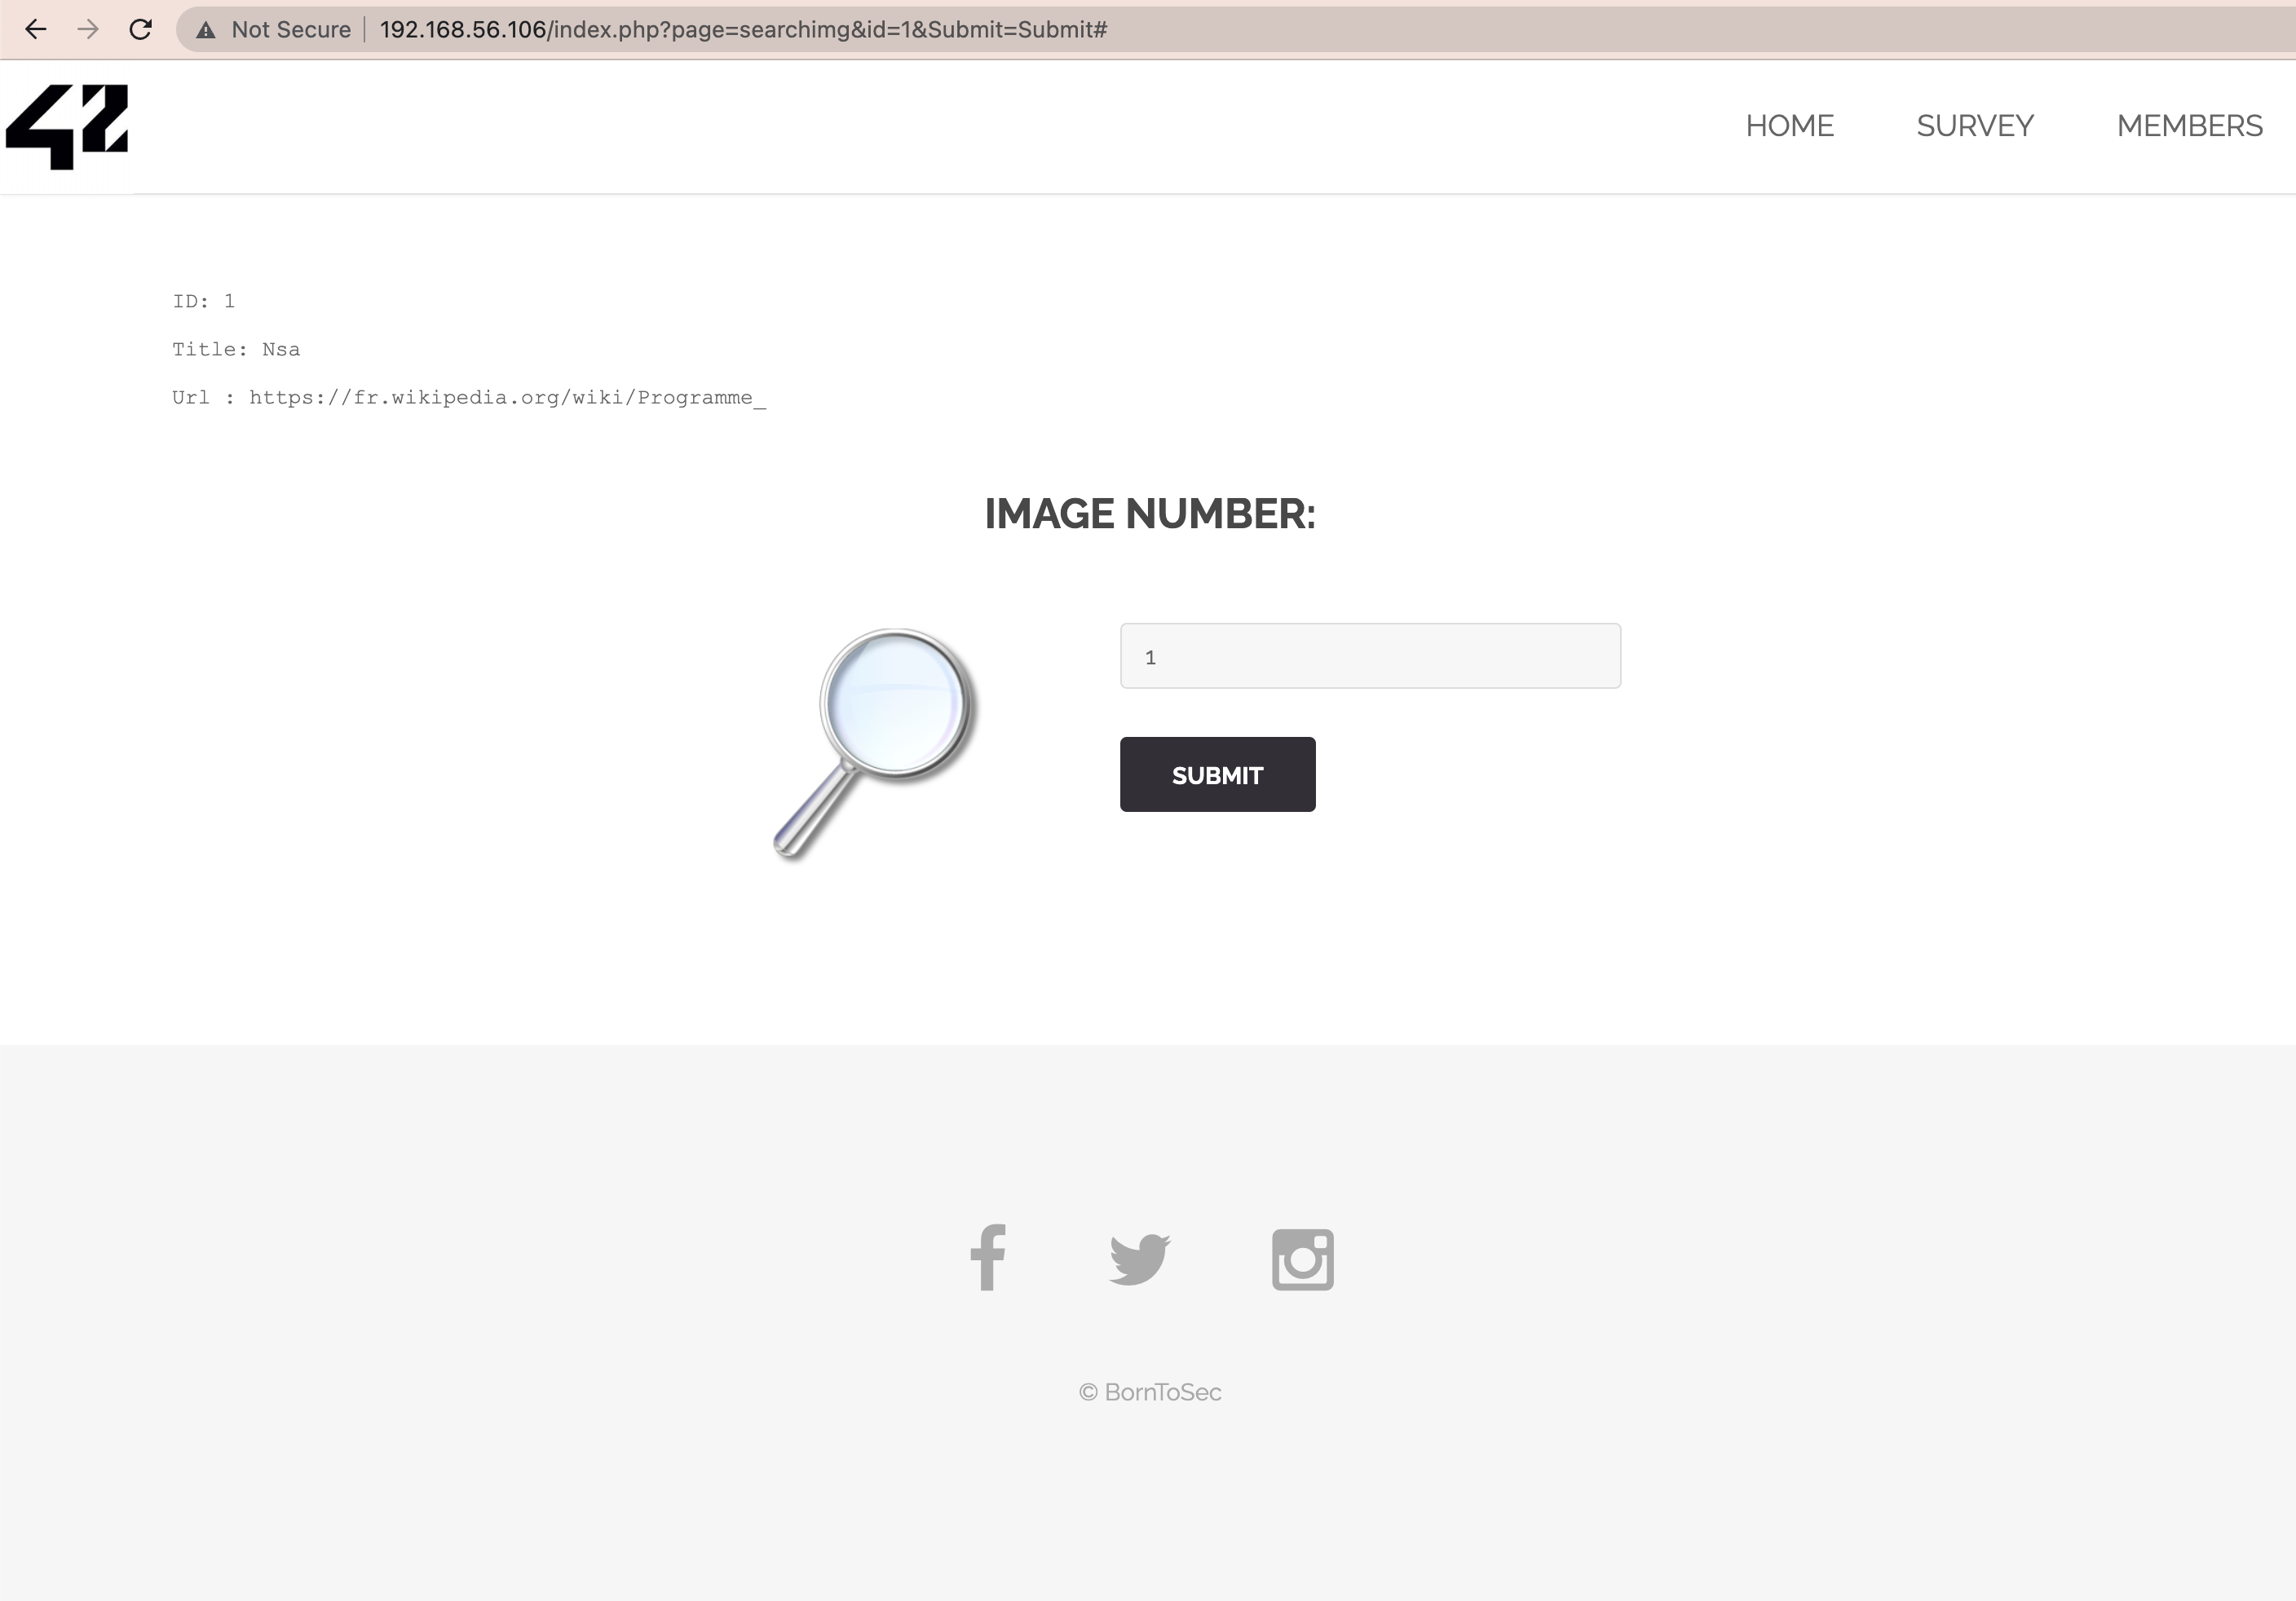 Not Secure | 192.168.56.106/index.php?page=searchimg&id=1&Submit=Submit#
42
HOME SURVEY MEMBERS
ID: 1
Title: Nsa
Url : https://fr.wikipedia.org/wiki/Programme_
IMAGE NUMBER:
1
SUBMIT
© BornToSec